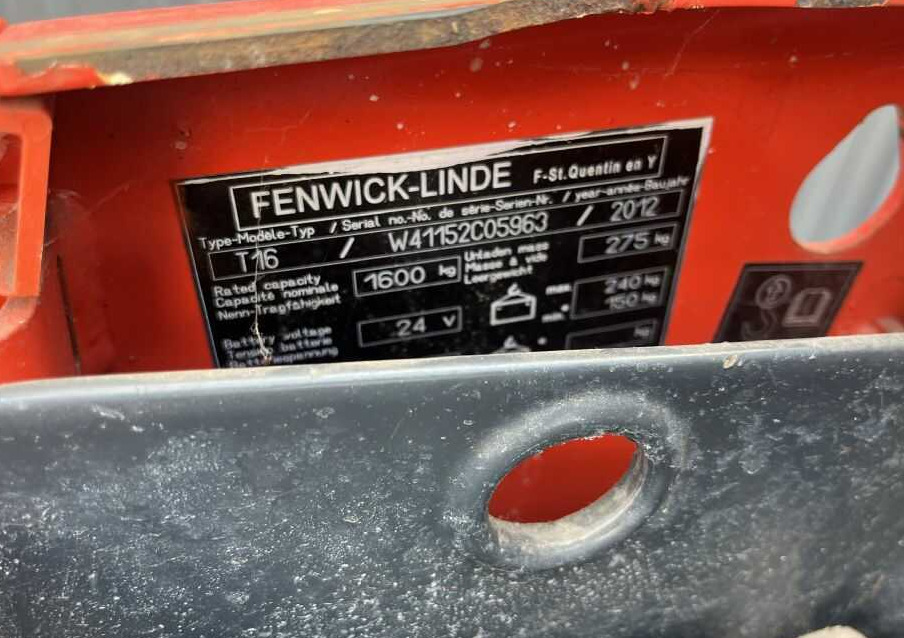 FENWICK-LINDE F-St.Quentin en Y
Type-Modèle-Typ / Serial no.-No. de série-Serien-Nr. / year-année-Baujahr
T16 / W41152C05963 / 2012
Rated capacity
Capacité nominale
Nenn-Tragfähigkeit
1600 kg
Unladen mass
Masse à vide
Leergewicht
275 kg
Battery voltage
Tension batterie
Batteriespannung
24 V
max. 240 kg
min. 150 kg
kg